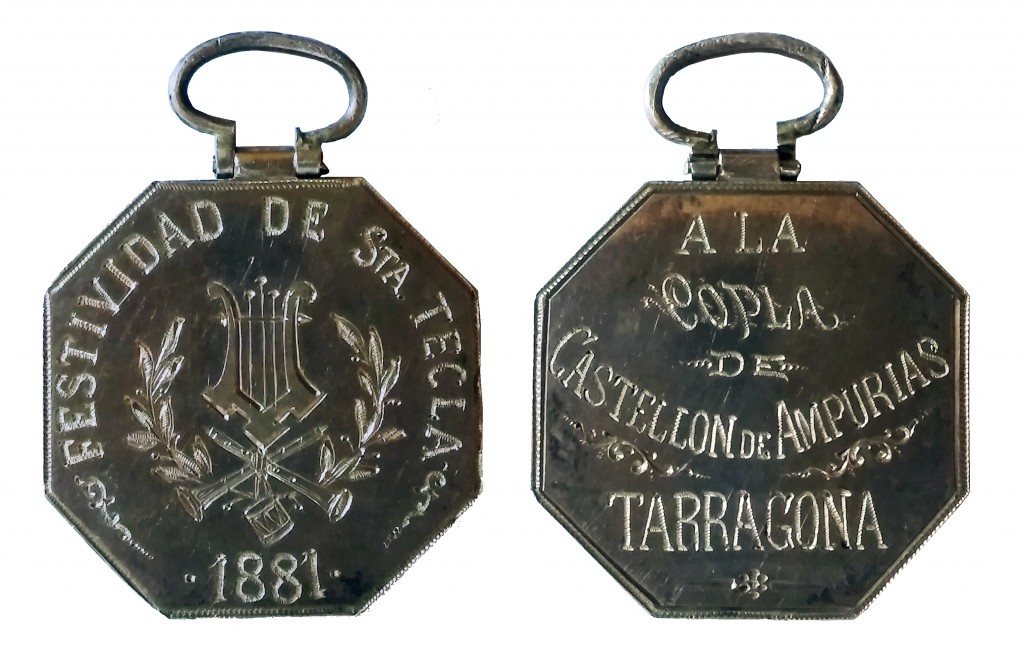 FESTIVIDAD DE STA. TECLA
·1881·
A LA
COPLA
DE
CASTELLON DE AMPURIAS
TARRAGONA